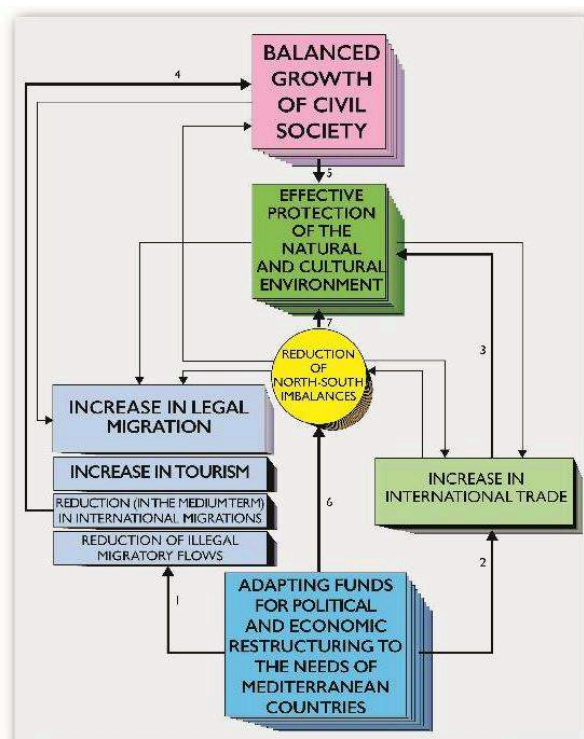 4
BALANCED
GROWTH
OF CIVIL
SOCIETY
5
EFFECTIVE
PROTECTION
OF THE
NATURAL
AND CULTURAL
ENVIRONMENT
7
3
REDUCTION
OF
NORTH-SOUTH
IMBALANCES
INCREASE IN LEGAL
MIGRATION
INCREASE IN TOURISM
REDUCTION (IN THE MEDIUM TERM)
IN INTERNATIONAL MIGRATIONS
REDUCTION OF ILLEGAL
MIGRATORY FLOWS
INCREASE IN
INTERNATIONAL TRADE
6
1
2
ADAPTING FUNDS
FOR POLITICAL
AND ECONOMIC
RESTRUCTURING TO
THE NEEDS OF
MEDITERRANEAN
COUNTRIES